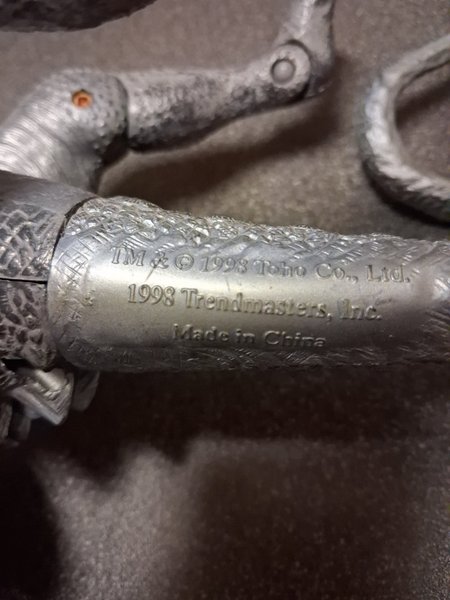 TM & © 1998 Toho Co., Ltd.
1998 Trendmasters, Inc.
Made in China